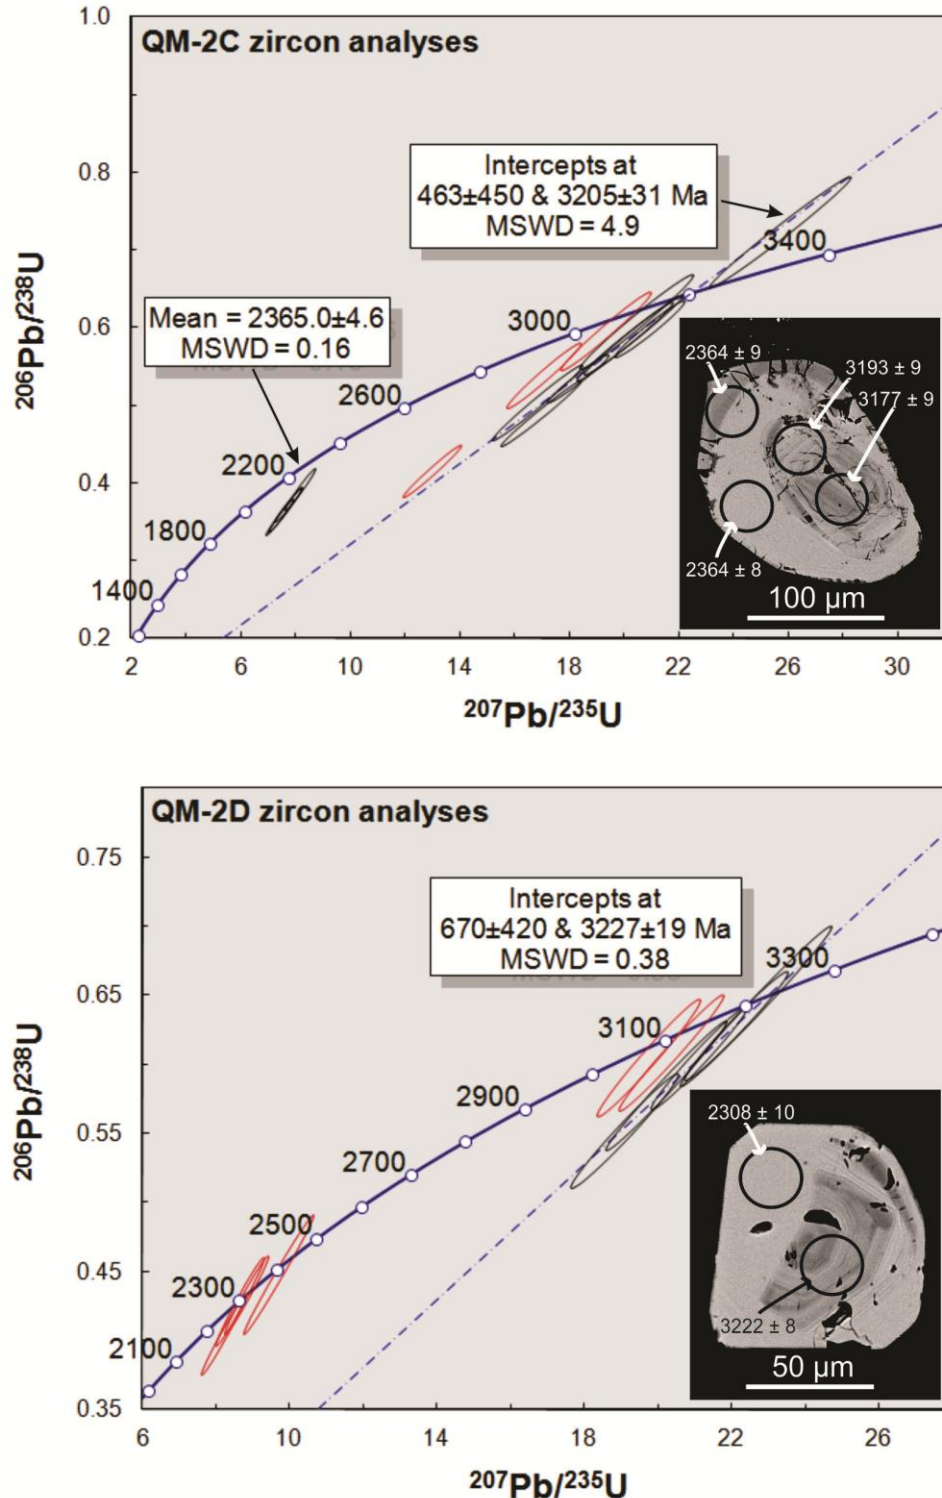 QM-2C zircon analyses
1.0
0.8
0.6
0.4
0.2
²⁰⁶Pb/²³⁸U
Intercepts at
463±450 & 3205±31 Ma
MSWD = 4.9
Mean = 2365.0±4.6
MSWD = 0.16
3400
3000
2600
2200
1800
1400
2364 ± 9
3193 ± 9
3177 ± 9
2364 ± 8
100 µm
2
6
10
14
18
22
26
30
²⁰⁷Pb/²³⁵U
QM-2D zircon analyses
0.75
0.65
0.55
0.45
0.35
²⁰⁶Pb/²³⁸U
Intercepts at
670±420 & 3227±19 Ma
MSWD = 0.38
3300
3100
2900
2700
2500
2300
2100
2308 ± 10
3222 ± 8
50 µm
6
10
14
18
22
26
²⁰⁷Pb/²³⁵U